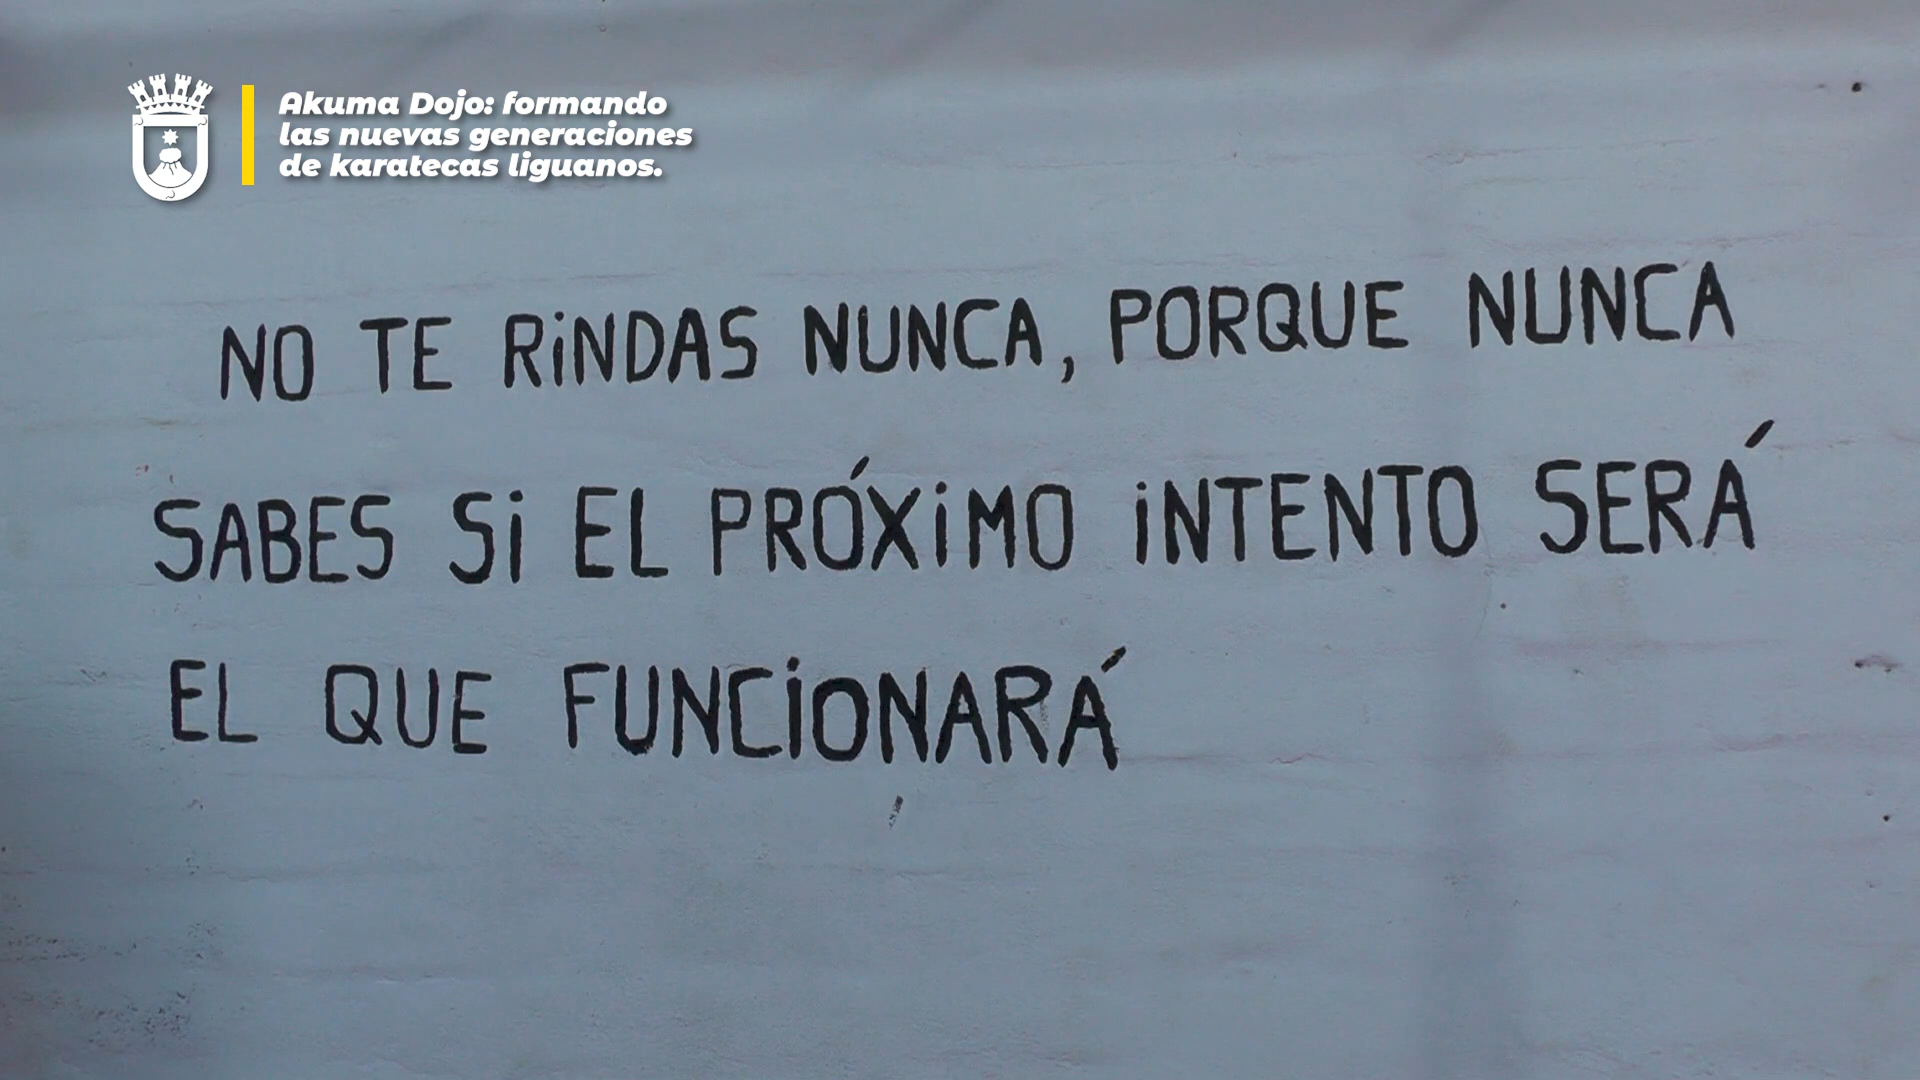 Akuma Dojo: formando
las nuevas generaciones
de karatecas liguanos.
NO TE RiNDAS NUNCA, PORQUE NUNCA
SABES Si EL PRÓXiMO iNTENTO SERÁ
EL QUE FUNCiONARÁ